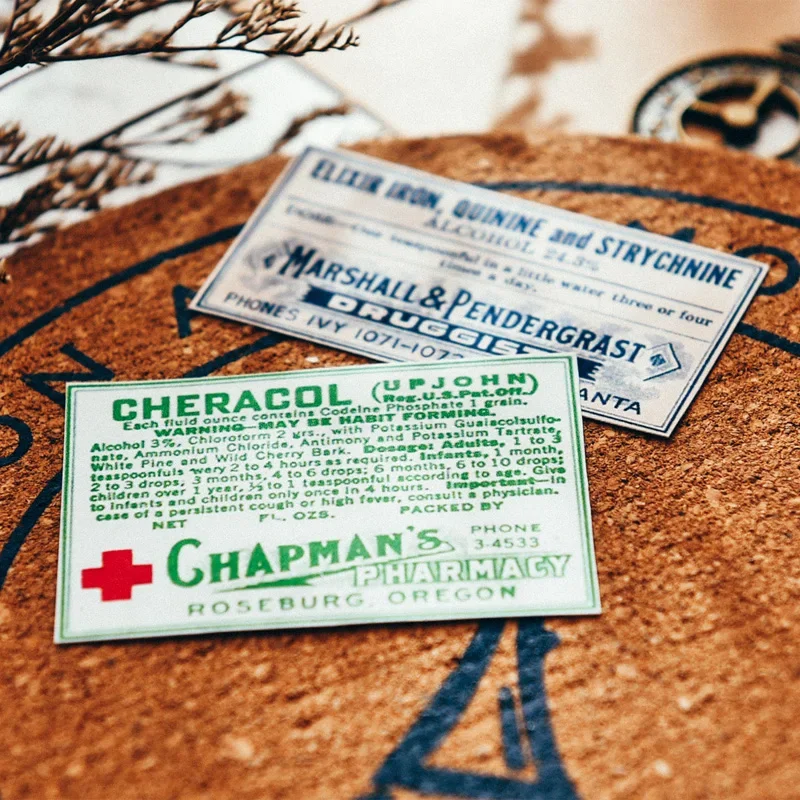 ELIXIR IRON, QUININE and STRYCHNINE
ALCOHOL 24.3%
DOSE—One teaspoonful in a little water three or four
times a day.
MARSHALL & PENDERGRAST
DRUGGISTS
PHONES IVY 1071-1072
ATLANTA
CHERACOL (UPJOHN)
Reg. U.S. Pat. Off.
Each fluid ounce contains Codeine Phosphate 1 grain.
WARNING—MAY BE HABIT FORMING.
Alcohol 3%, Chloroform 2 grs., with Potassium Guaiacolsulfo-
nate, Ammonium Chloride, Antimony and Potassium Tartrate,
White Pine and Wild Cherry Bark. Dosage: Adults, 1 to 3
teaspoonfuls every 2 to 4 hours as required. Infants, 1 month,
2 to 3 drops, 3 months, 4 to 6 drops; 6 months, 6 to 10 drops;
children over 1 year, ½ to 1 teaspoonful according to age. Give
to infants and children only once in 4 hours. Important—In
case of a persistent cough or high fever, consult a physician.
NET FL. OZS. PACKED BY
CHAPMAN'S PHONE
3-4533
PHARMACY
ROSEBURG, OREGON